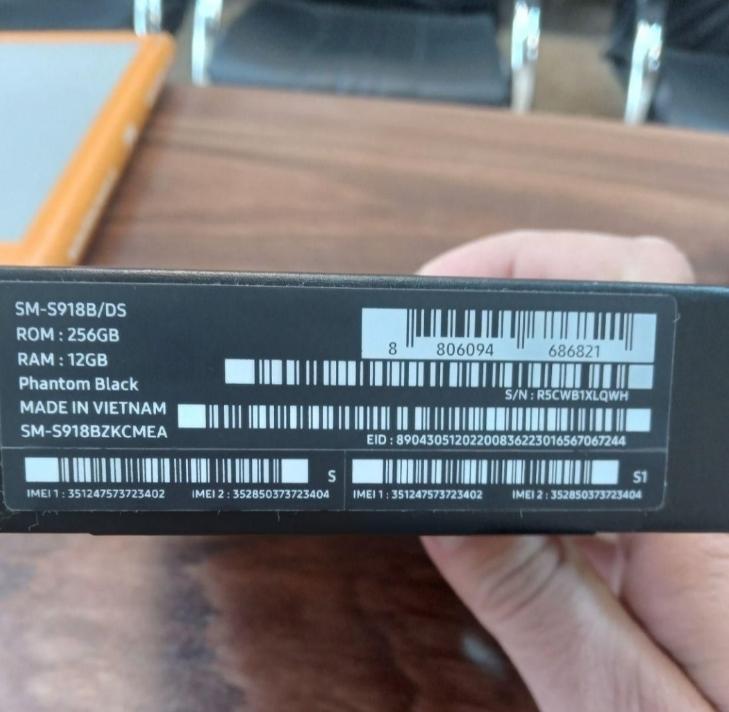 SM-S918B/DS
ROM : 256GB
RAM : 12GB
Phantom Black
MADE IN VIETNAM
SM-S918BZKCMEA
8 806094 686821
S/N : R5CWB1XLQWH
EID : 89043051202200836223016567067244
S
IMEI 1 : 351247573723402 IMEI 2 : 352850373723404
S1
IMEI 1 : 351247573723402 IMEI 2 : 352850373723404